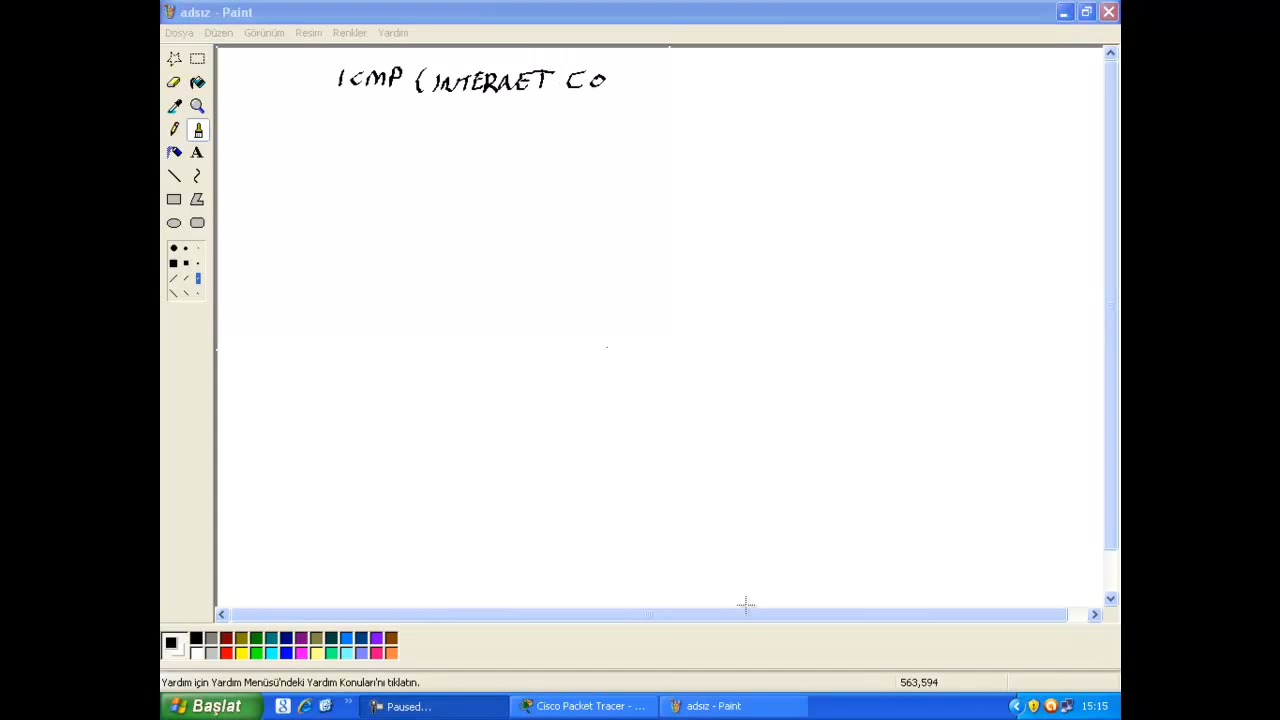 adsız - Paint
Dosya Düzen Görünüm Resim Renkler Yardım
ICMP (INTERNET CO
Yardım için Yardım Menüsü'ndeki Yardım Konuları'nı tıklatın.
563,594
Başlat
Paused...
Cisco Packet Tracer - ...
adsız - Paint
15:15